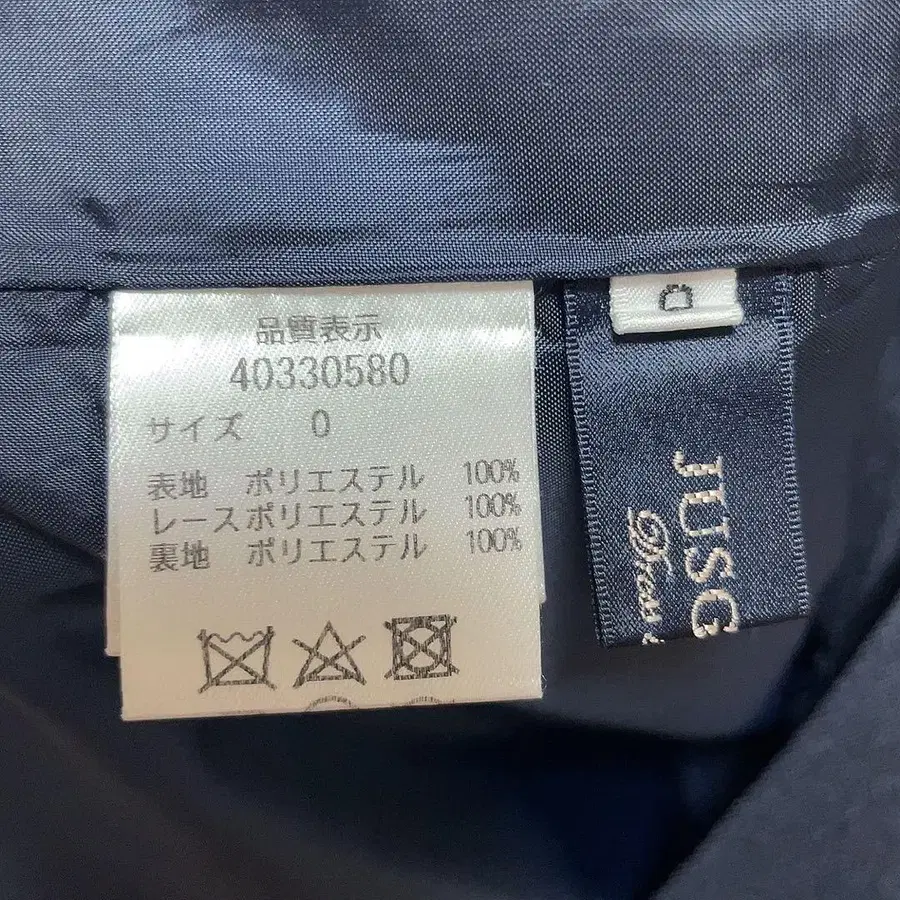 品質表示
40330580
サイズ 0
表地 ポリエステル 100%
レース ポリエステル 100%
裏地 ポリエステル 100%
0
JUSG
Dress